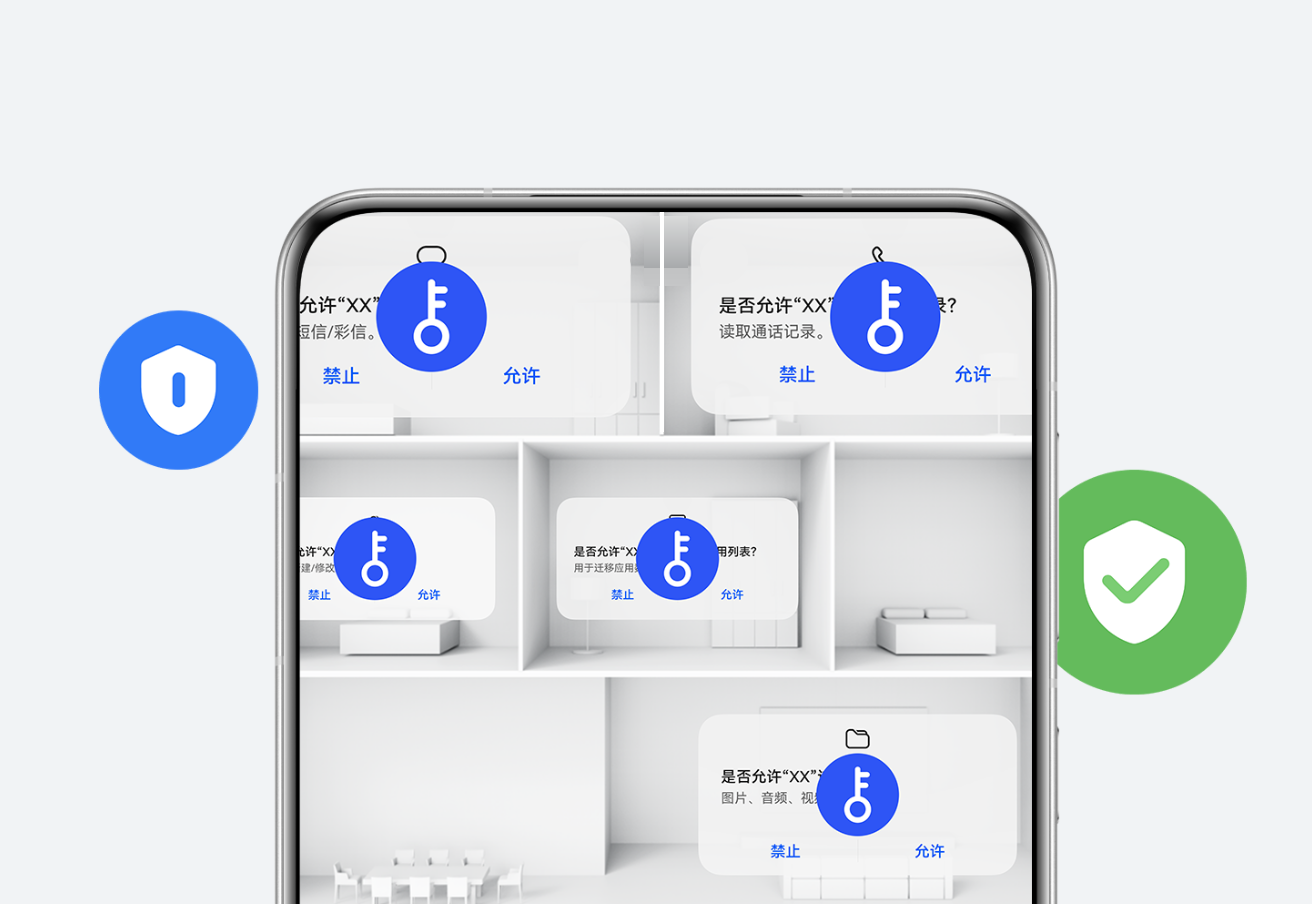 允许“XX”
短信/彩信。
禁止 允许
是否允许“XX” 录?
读取通话记录。
禁止 允许
允许“XX
建/修改
禁止 允许
是否允许“XX 用列表?
用于迁移应用
禁止 允许
是否允许“XX”
图片、音频、视
禁止 允许